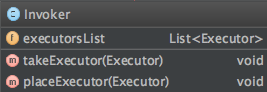 C Invoker
f executorsList List<Executor>
m takeExecutor(Executor) void
m placeExecutor(Executor) void